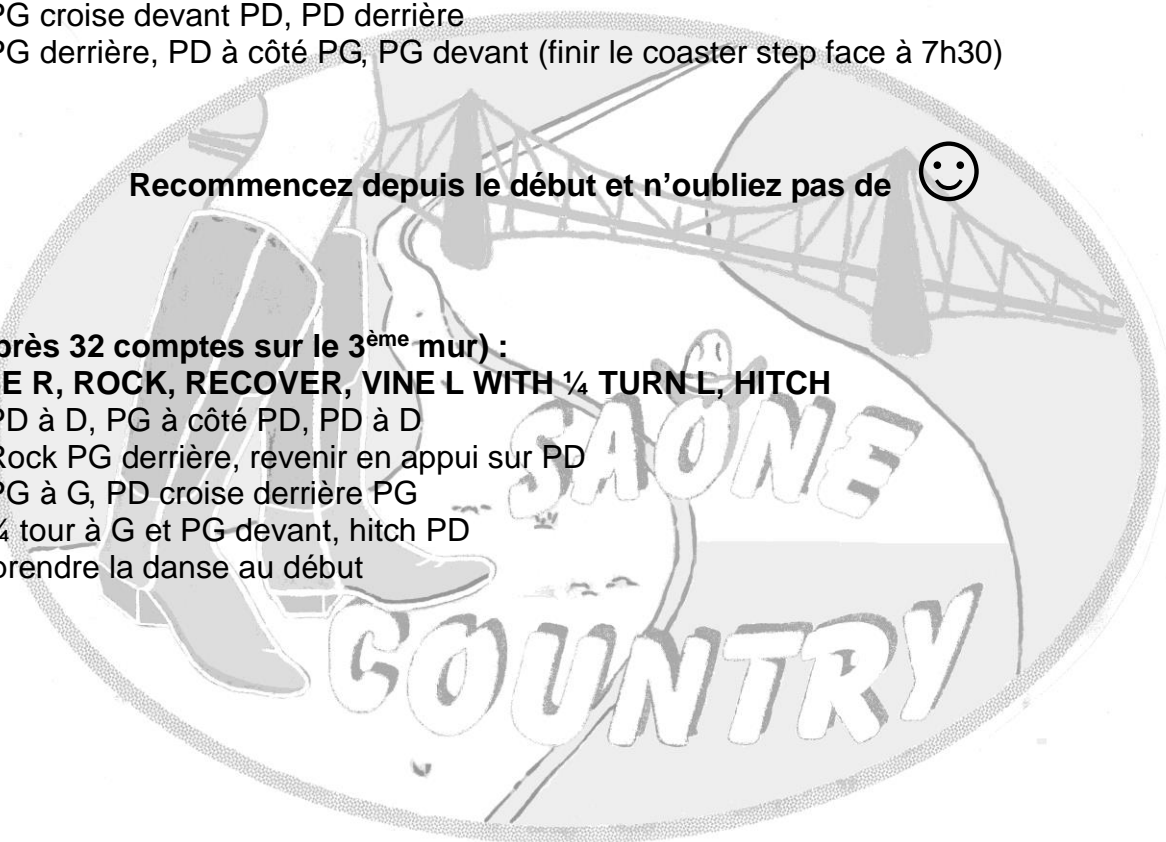 PG croise devant PD, PD derrière
PG derrière, PD à côté PG, PG devant (finir le coaster step face à 7h30)
Recommencez depuis le début et n'oubliez pas de ☺
près 32 comptes sur le 3ème mur) :
E R, ROCK, RECOVER, VINE L WITH ¼ TURN L, HITCH
PD à D, PG à côté PD, PD à D
Rock PG derrière, revenir en appui sur PD
PG à G, PD croise derrière PG
¼ tour à G et PG devant, hitch PD
prendre la danse au début
SAONE
COUNTRY